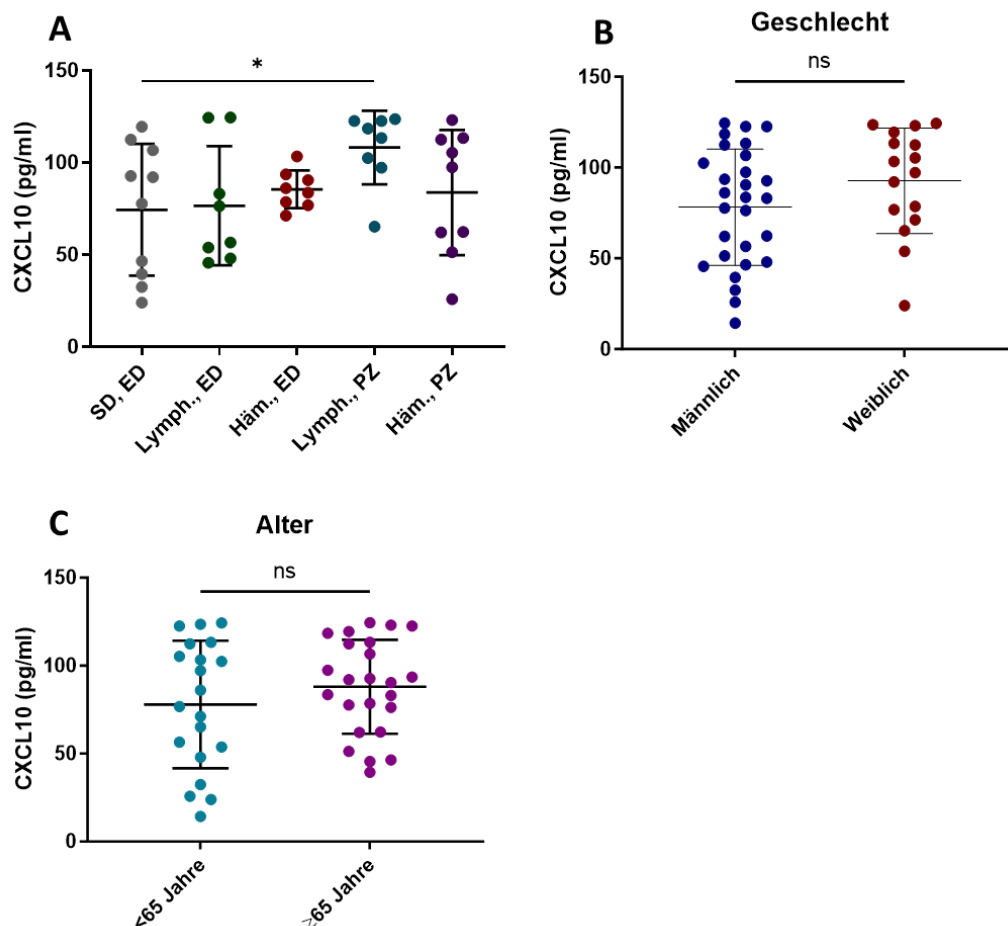 A
*
150
100
50
0
CXCL10 (pg/ml)
SD, ED
Lymph., ED
Häm., ED
Lymph., PZ
Häm., PZ
B
Geschlecht
ns
150
100
50
0
CXCL10 (pg/ml)
Männlich
Weiblich
C
Alter
ns
150
100
50
0
CXCL10 (pg/ml)
<65 Jahre
≥65 Jahre